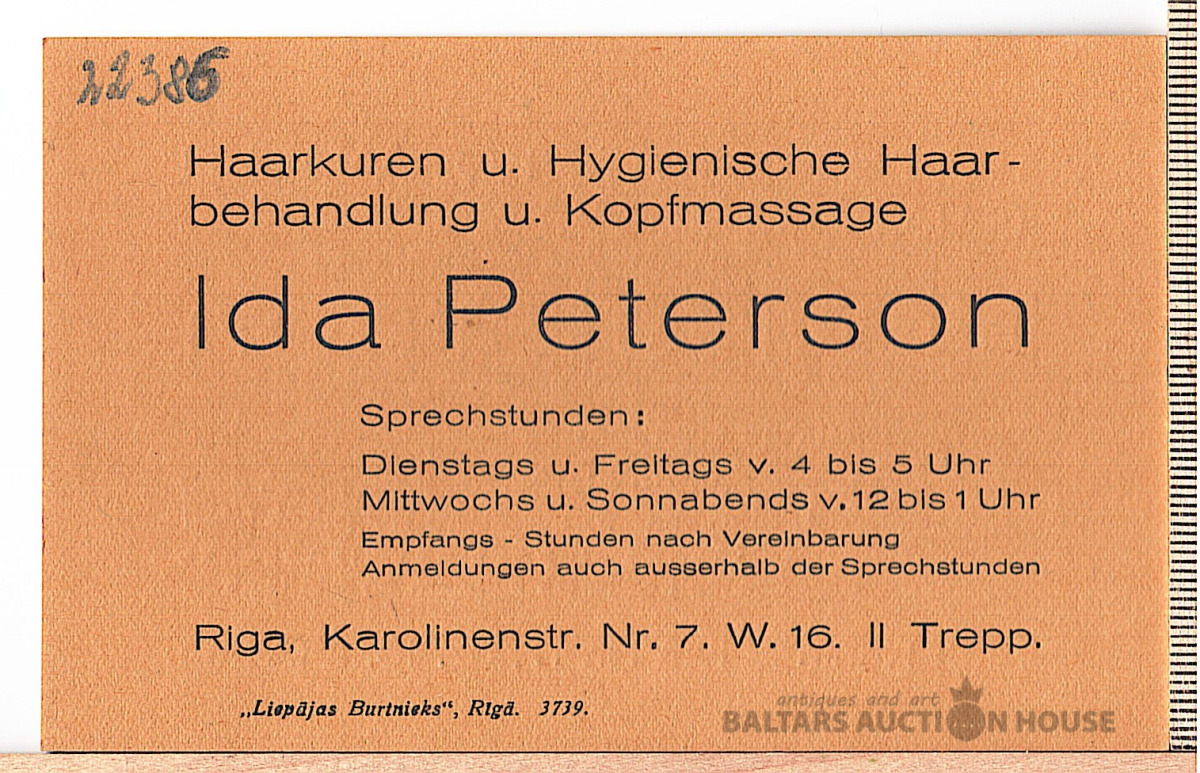 22386
Haarkuren u. Hygienische Haar-
behandlung u. Kopfmassage
Ida Peterson
Sprechstunden:
Dienstags u. Freitags v. 4 bis 5 Uhr
Mittwochs u. Sonnabends v. 12 bis 1 Uhr
Empfangs - Stunden nach Vereinbarung
Anmeldungen auch ausserhalb der Sprechstunden
Riga, Karolinenstr. Nr. 7. W. 16. II Trepp.
„Liepājas Burtnieks“, Rīgā. 3739.
antiques and art
BALTARS AUCTION HOUSE